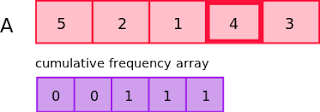 A 5 2 1 4 3
cumulative frequency array
0 0 1 1 1